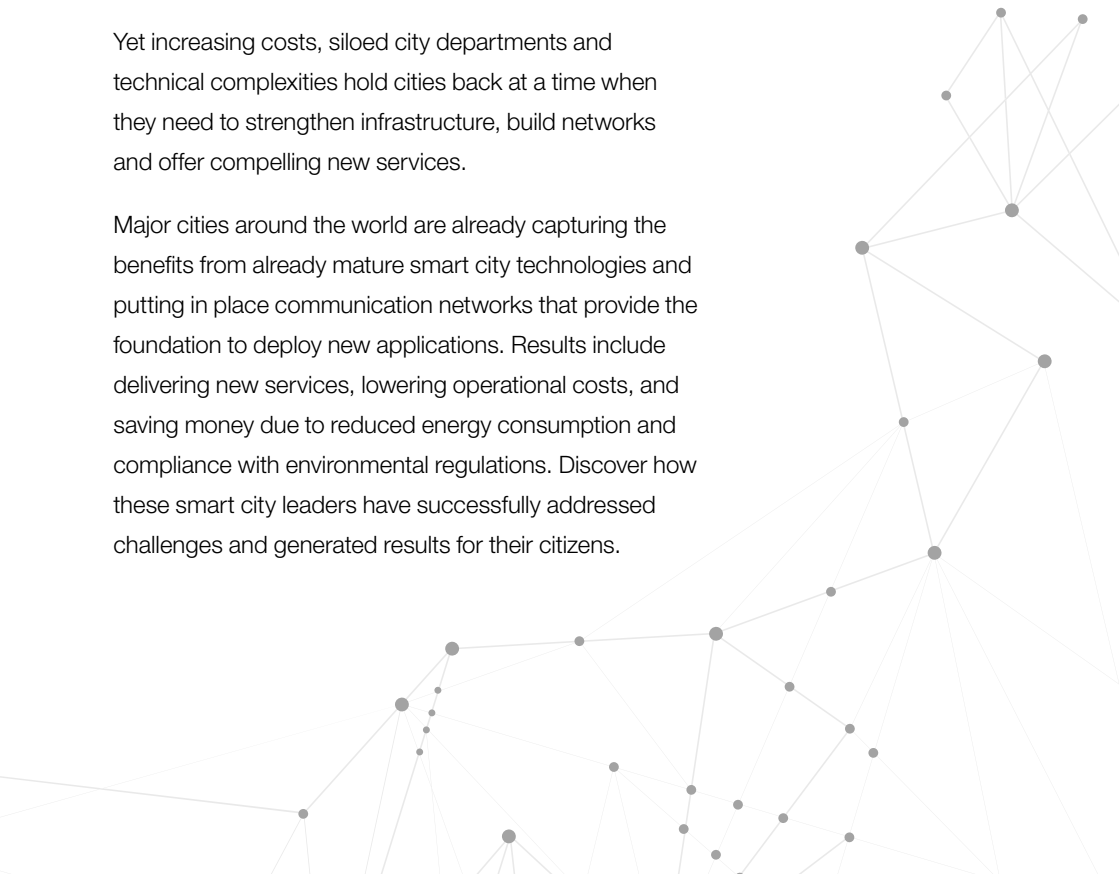 Yet increasing costs, siloed city departments and
technical complexities hold cities back at a time when
they need to strengthen infrastructure, build networks
and offer compelling new services.
Major cities around the world are already capturing the
benefits from already mature smart city technologies and
putting in place communication networks that provide the
foundation to deploy new applications. Results include
delivering new services, lowering operational costs, and
saving money due to reduced energy consumption and
compliance with environmental regulations. Discover how
these smart city leaders have successfully addressed
challenges and generated results for their citizens.